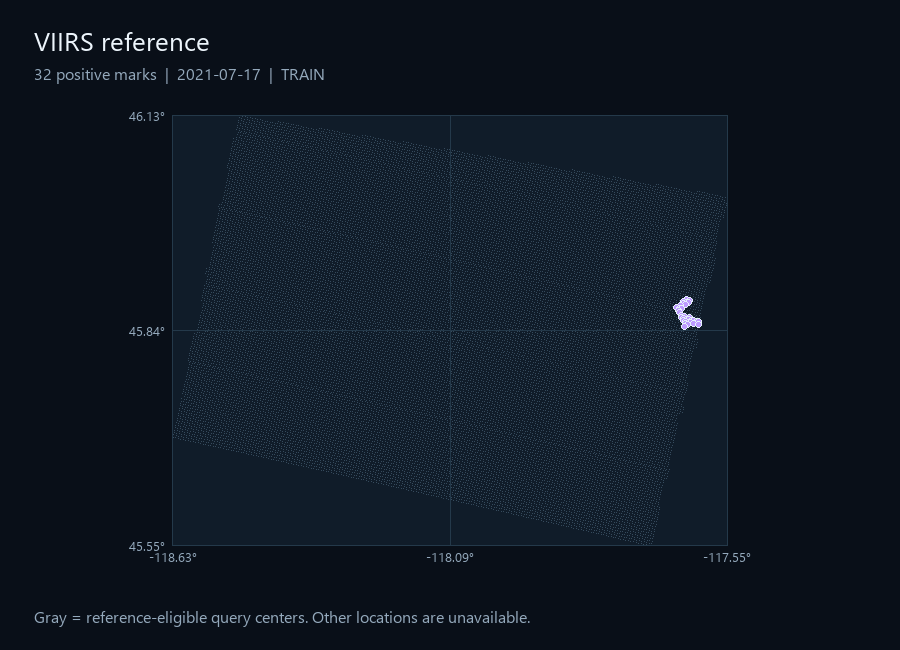 VIIRS reference
32 positive marks | 2021-07-17 | TRAIN
46.13°
45.84°
45.55°
-118.63° -118.09° -117.55°
Gray = reference-eligible query centers. Other locations are unavailable.